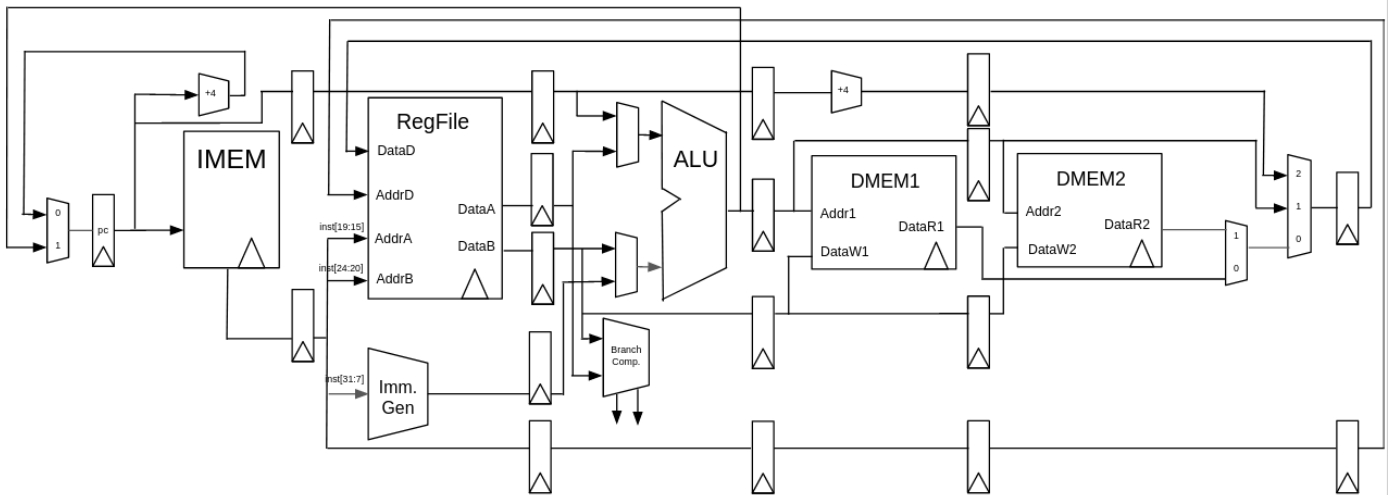 +4
+4
IMEM
RegFile
DataD
AddrD
inst[19:15]
AddrA
inst[24:20]
AddrB
DataA
DataB
ALU
DMEM1
Addr1
DataR1
DataW1
DMEM2
Addr2
DataR2
DataW2
0
1
pc
1
0
2
1
0
inst[31:7]
Imm.
Gen
Branch
Comp.